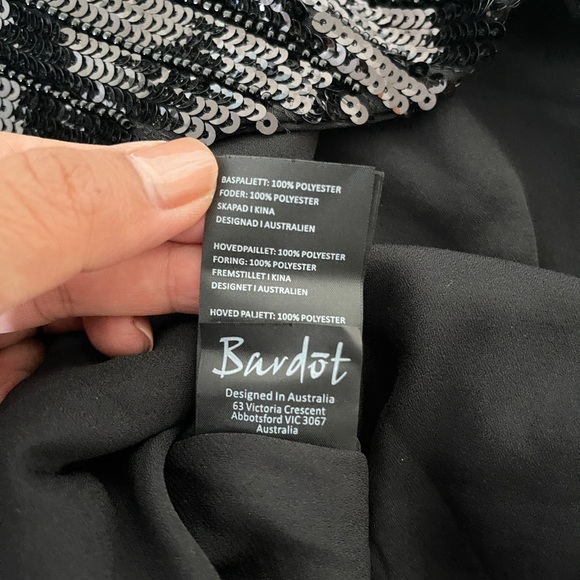 BASPALJETT: 100% POLYESTER
FODER: 100% POLYESTER
SKAPAD I KINA
DESIGNAD I AUSTRALIEN
HOVEDPAILLET: 100% POLYESTER
FORING: 100% POLYESTER
FREMSTILLET I KINA
DESIGNET I AUSTRALIEN
HOVED PALJETT: 100% POLYESTER
Bardōt
Designed In Australia
63 Victoria Crescent
Abbotsford VIC 3067
Australia